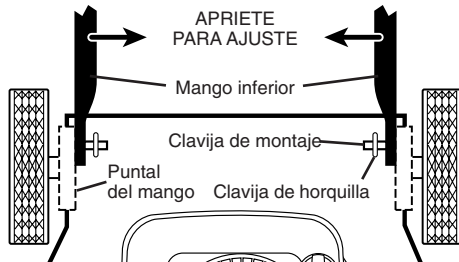 APRIETE
PARA AJUSTE
Mango inferior
Clavija de montaje
Puntal
del mango
Clavija de horquilla